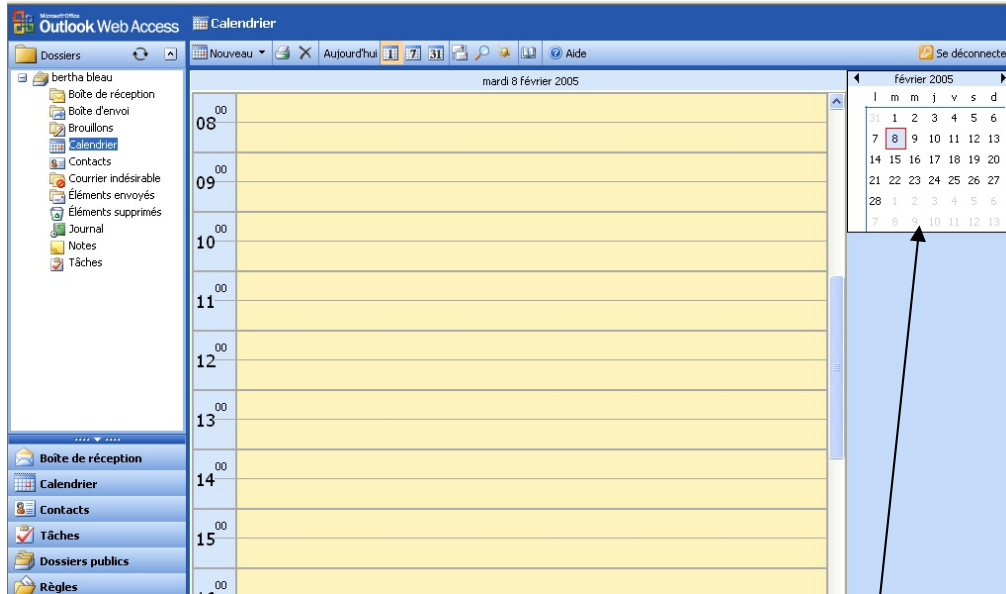 Microsoft Office
Outlook Web Access
Calendrier
Dossiers
Nouveau
Aujourd'hui
1
7
31
Aide
Se déconnecte
bertha bleau
Boîte de réception
Boîte d'envoi
Brouillons
Calendrier
Contacts
Courrier indésirable
Éléments envoyés
Éléments supprimés
Journal
Notes
Tâches
Boîte de réception
Calendrier
Contacts
Tâches
Dossiers publics
Règles
mardi 8 février 2005
08 00
09 00
10 00
11 00
12 00
13 00
14 00
15 00
16 00
février 2005
l m m j v s d
31 1 2 3 4 5 6
7 8 9 10 11 12 13
14 15 16 17 18 19 20
21 22 23 24 25 26 27
28 1 2 3 4 5 6
7 8 9 10 11 12 13